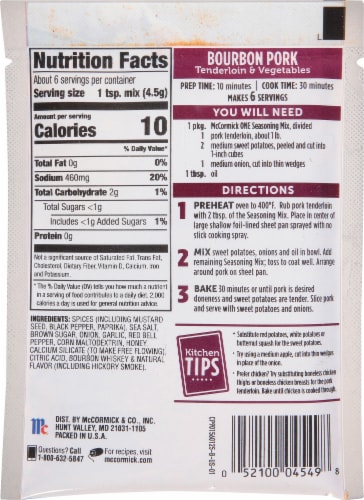 Nutrition Facts
About 6 servings per container
Serving size 1 tsp. mix (4.5g)
Amount per serving
Calories 10
% Daily Value*
Total Fat 0g 0%
Sodium 460mg 20%
Total Carbohydrate 2g 1%
Total Sugars <1g
Includes <1g Added Sugars 1%
Protein 0g
Not a significant source of Saturated Fat, Trans Fat,
Cholesterol, Dietary Fiber, Vitamin D, Calcium, Iron
and Potassium.
* The % Daily Value (DV) tells you how much a nutrient
in a serving of food contributes to a daily diet. 2,000
calories a day is used for general nutrition advice.
INGREDIENTS: SPICES (INCLUDING MUSTARD
SEED, BLACK PEPPER, PAPRIKA), SEA SALT,
BROWN SUGAR, ONION, GARLIC, RED BELL
PEPPER, CORN MALTODEXTRIN, HONEY,
CALCIUM SILICATE (TO MAKE FREE FLOWING),
CITRIC ACID, BOURBON WHISKEY & NATURAL
FLAVOR (INCLUDING HICKORY SMOKE).
Mc
DIST. BY McCORMICK & CO., INC.
HUNT VALLEY, MD 21031-1105
PACKED IN U.S.A.
Questions? Call
1-800-632-5847
For recipes, visit
mccormick.com
L
BOURBON PORK
Tenderloin & Vegetables
PREP TIME: 10 minutes | COOK TIME: 30 minutes
MAKES 6 SERVINGS
YOU WILL NEED
1 pkg. McCormick ONE Seasoning Mix, divided
1 pork tenderloin, about 1 lb.
2 medium sweet potatoes, peeled and cut into
1-inch cubes
1 medium onion, cut into thin wedges
1 tbsp. oil
DIRECTIONS
1 PREHEAT oven to 400°F. Rub pork tenderloin
with 2 tbsp. of the Seasoning Mix. Place in center of
large shallow foil-lined sheet pan sprayed with no
stick cooking spray.
2 MIX sweet potatoes, onions and oil in bowl. Add
remaining Seasoning Mix; toss to coat well. Arrange
around pork on sheet pan.
3 BAKE 30 minutes or until pork is desired
doneness and sweet potatoes are tender. Slice pork
and serve with sweet potatoes and onions.
Kitchen
TIPS
• Substitute red potatoes, white potatoes or
butternut squash for the sweet potatoes.
• Try using a medium apple, cut into thin wedges
in place of the onion.
• Prefer chicken? Try substituting boneless chicken
thighs or boneless chicken breasts for the pork
tenderloin. Bake until chicken is cooked through.
0 52100 04549 8